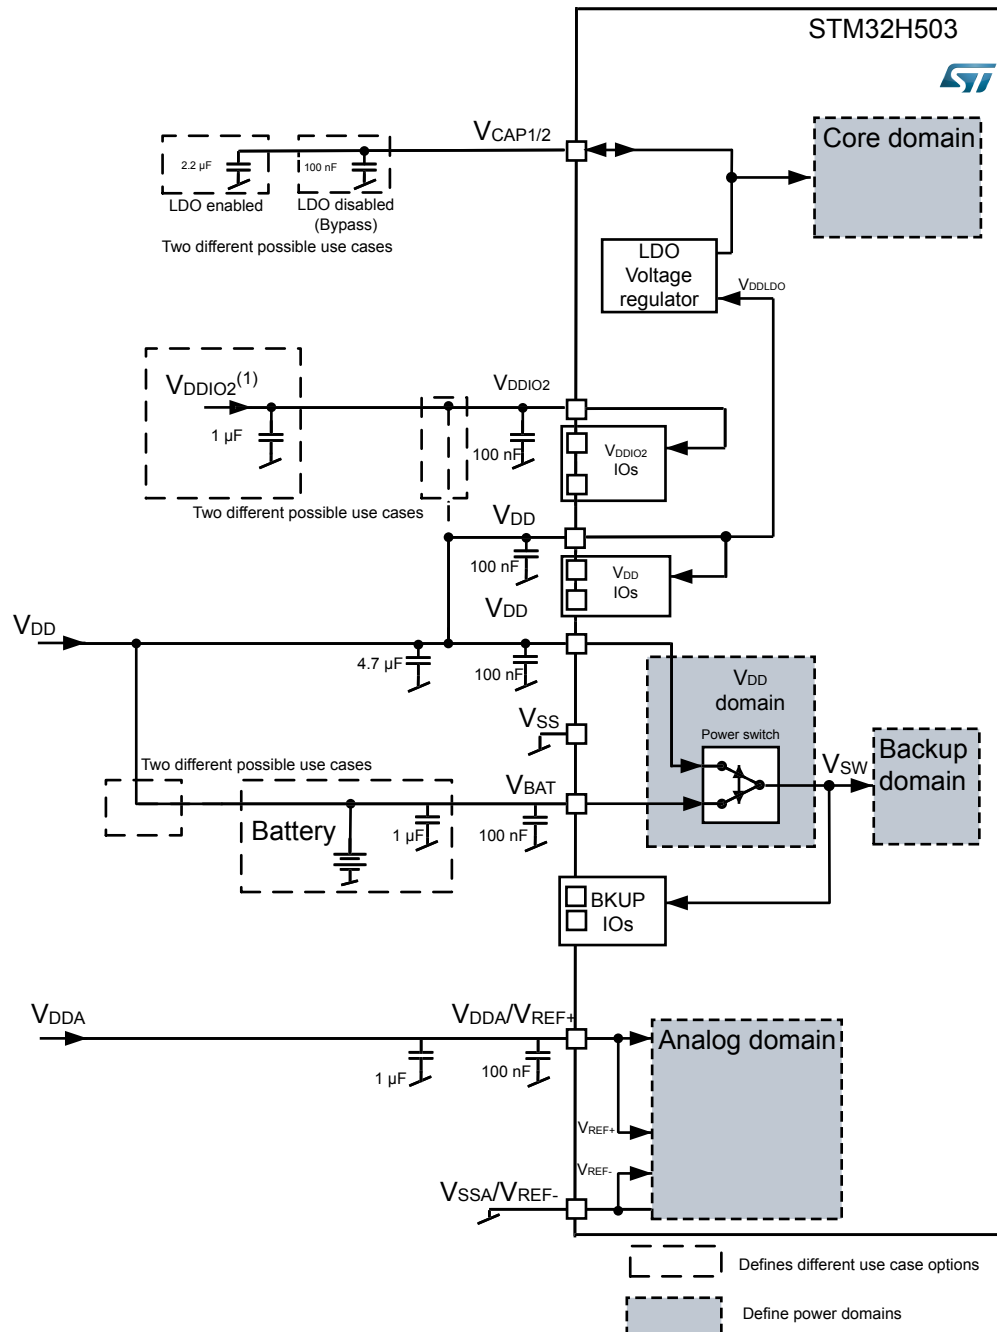 STM32H503
ST
VCAP1/2
Core domain
2.2 µF
100 nF
LDO enabled
LDO disabled
(Bypass)
Two different possible use cases
LDO
Voltage
regulator
VDDLDO
VDDIO2(1)
VDDIO2
1 µF
100 nF
VDDIO2
IOs
Two different possible use cases
VDD
100 nF
VDD
IOs
VDD
VDD
4.7 µF
100 nF
VDD
domain
VSS
Power switch
Two different possible use cases
VBAT
VSW
Backup
domain
Battery
1 µF
100 nF
BKUP
IOs
VDDA
VDDA/VREF+
Analog domain
1 µF
100 nF
VREF+
VREF-
VSSA/VREF-
Defines different use case options
Define power domains